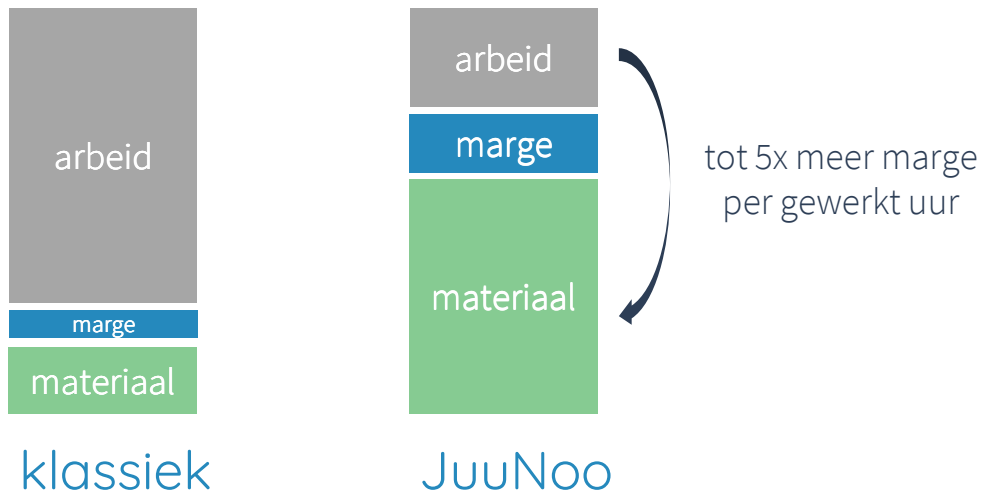 arbeid
marge
materiaal
klassiek
arbeid
marge
materiaal
JuuNoo
tot 5x meer marge
per gewerkt uur